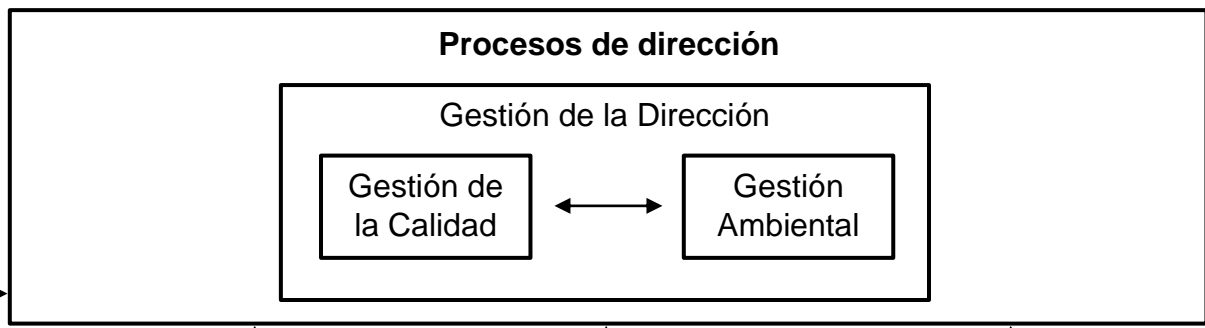 Procesos de dirección
Gestión de la Dirección
Gestión de
la Calidad
Gestión
Ambiental